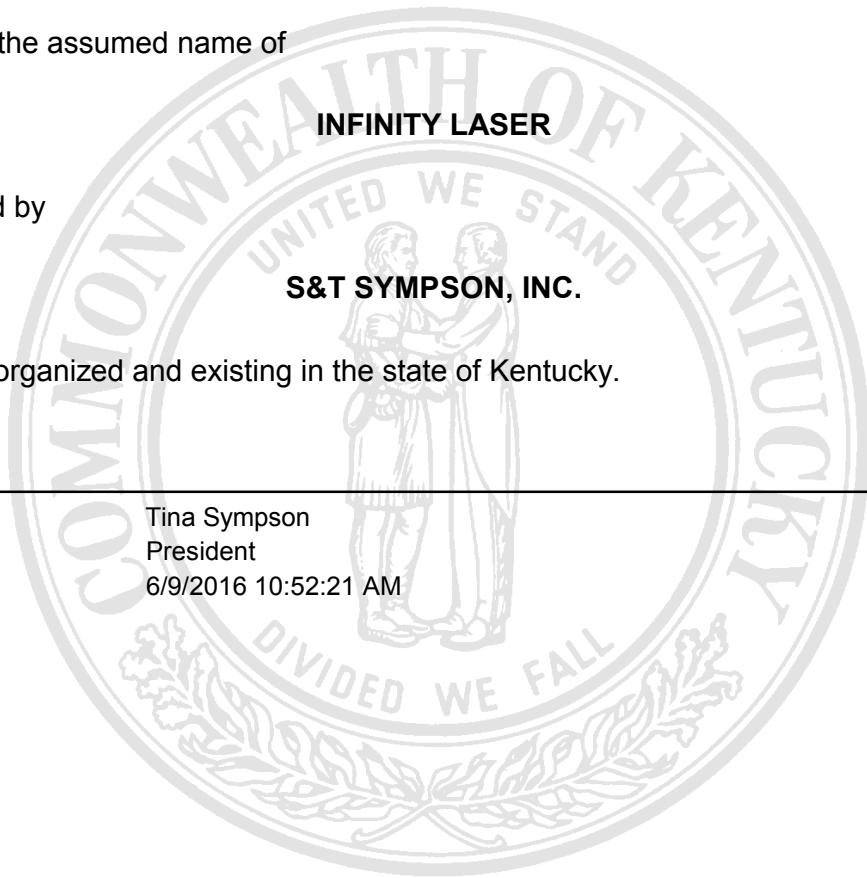 the assumed name of
INFINITY LASER
d by
S&T SYMPSON, INC.
organized and existing in the state of Kentucky.
Tina Sympson
President
6/9/2016 10:52:21 AM
COMMONWEALTH OF KENTUCKY
UNITED WE STAND
DIVIDED WE FALL